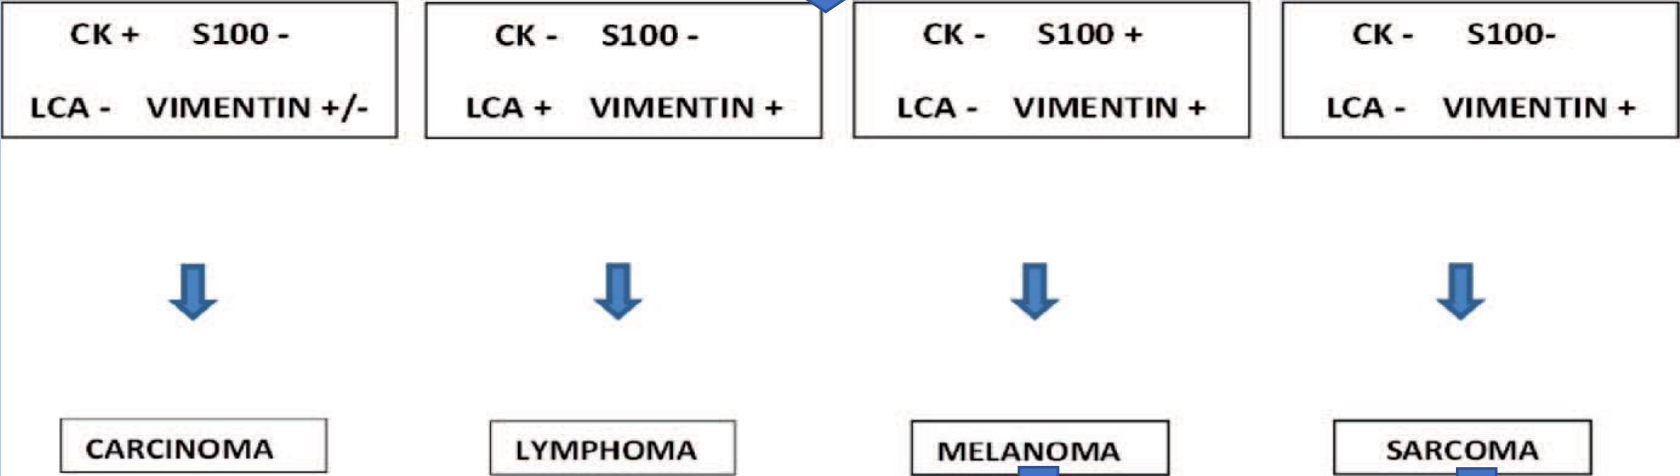 CK + S100 -
LCA - VIMENTIN +/-
CK - S100 -
LCA + VIMENTIN +
CK - S100 +
LCA - VIMENTIN +
CK - S100-
LCA - VIMENTIN +
CARCINOMA
LYMPHOMA
MELANOMA
SARCOMA